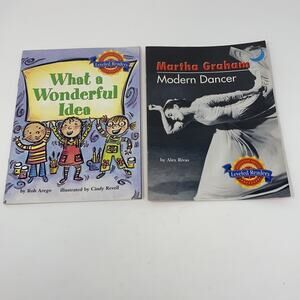 Leveled Readers
What a
Wonderful
Idea
by Rob Arego illustrated by Cindy Revell
Martha Graham
Modern Dancer
by Alex Rivas
Leveled Readers